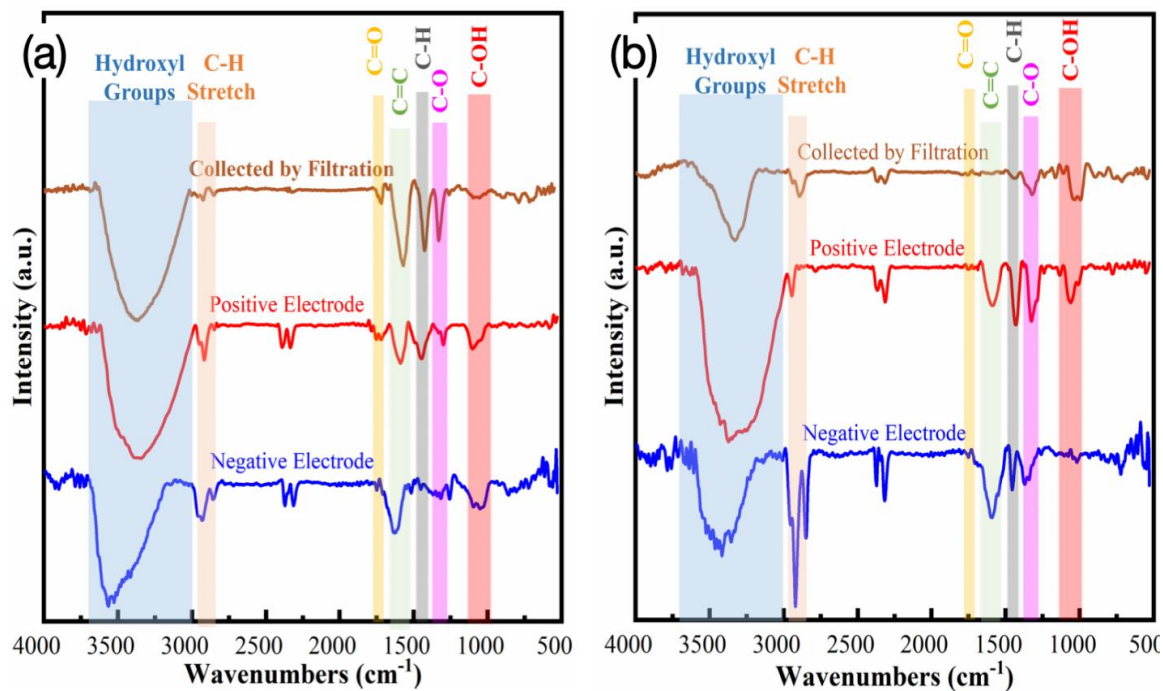 (a)
Hydroxyl
Groups
C-H
Stretch
C=O
C=C
C-H
C-O
C-OH
Collected by Filtration
Positive Electrode
Negative Electrode
Intensity (a.u.)
4000 3500 3000 2500 2000 1500 1000 500
Wavenumbers (cm⁻¹)
(b)
Hydroxyl
Groups
C-H
Stretch
C=O
C=C
C-H
C-O
C-OH
Collected by Filtration
Positive Electrode
Negative Electrode
Intensity (a.u.)
4000 3500 3000 2500 2000 1500 1000 500
Wavenumbers (cm⁻¹)